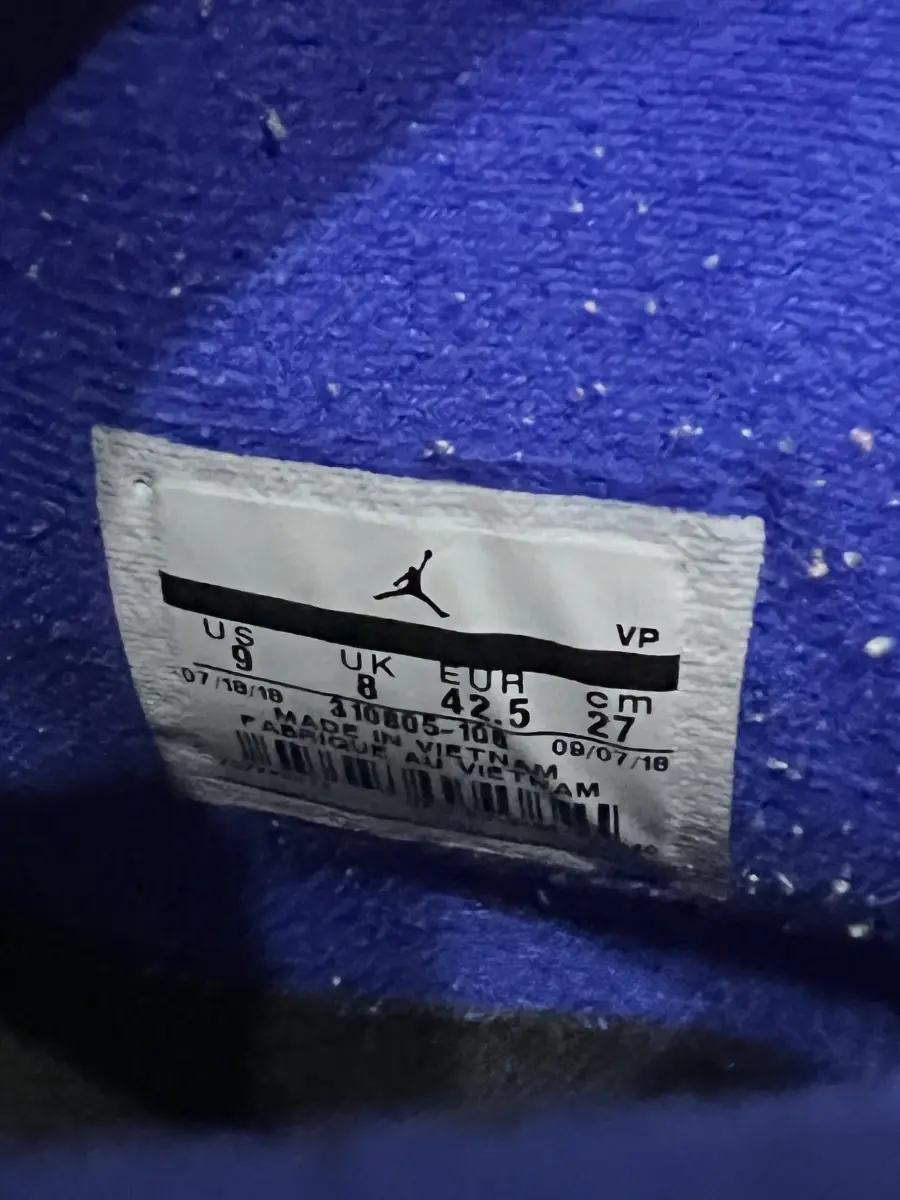 VP
US UK EUR cm
9 8 42.5 27
07/18/18 310805-108 09/07/18
MADE IN VIETNAM
FABRIQUE AU VIETNAM